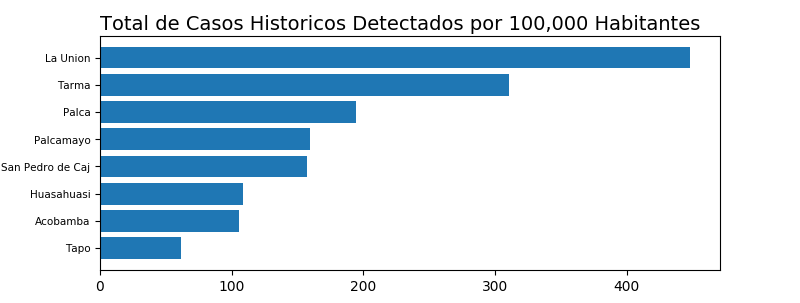 Total de Casos Historicos Detectados por 100,000 Habitantes
La Union
Tarma
Palca
Palcamayo
San Pedro de Caj
Huasahuasi
Acobamba
Tapo
0 100 200 300 400